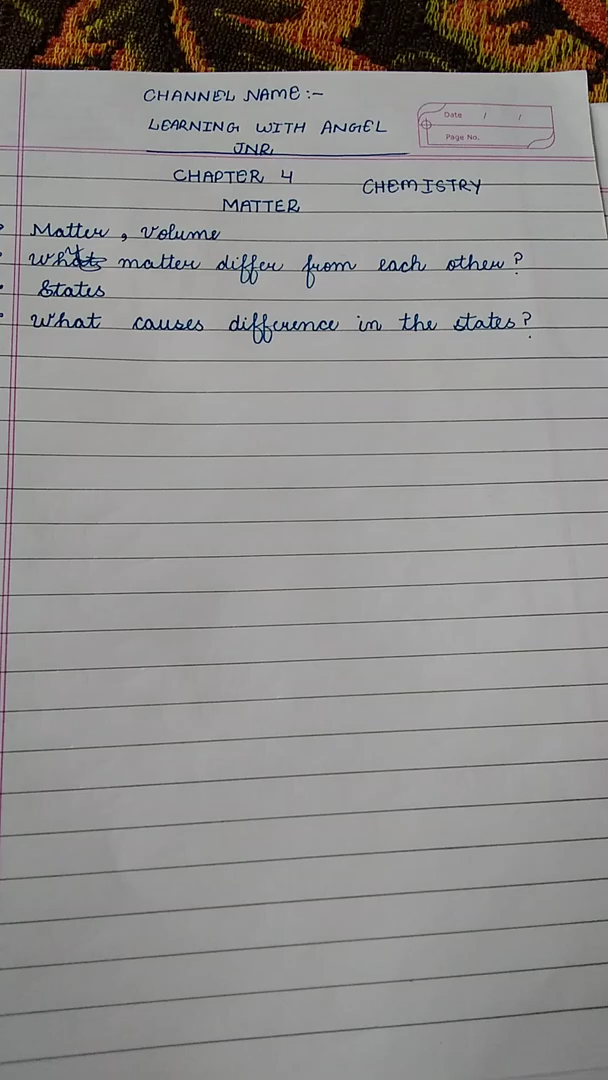 CHANNEL NAME :-
LEARNING WITH ANGEL
JNR
Date / /
Page No.
CHAPTER 4 CHEMISTRY
MATTER
Matter, Volume
Why matter differ from each other?
States
What causes difference in the states?